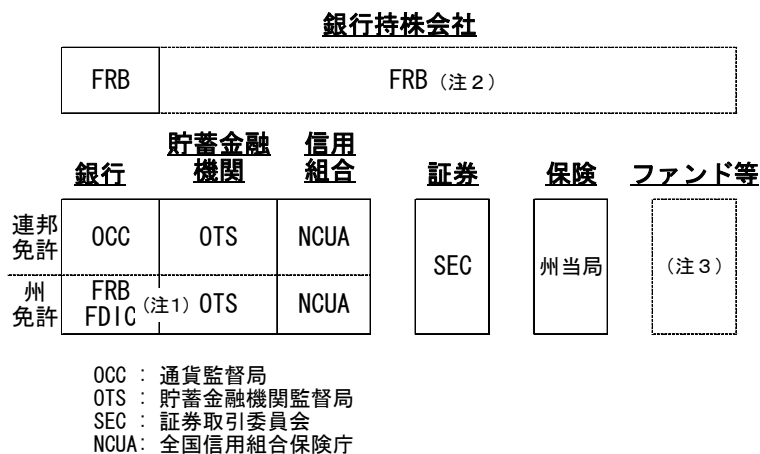 銀行持株会社
FRB
FRB（注２）
銀行
貯蓄金融
機関
信用
組合
証券
保険
ファンド等
連邦
免許
OCC
OTS
NCUA
SEC
州当局
（注３）
州
免許
FRB
FDIC
（注1）
OTS
NCUA
OCC : 通貨監督局
OTS : 貯蓄金融機関監督局
SEC : 証券取引委員会
NCUA: 全国信用組合保険庁